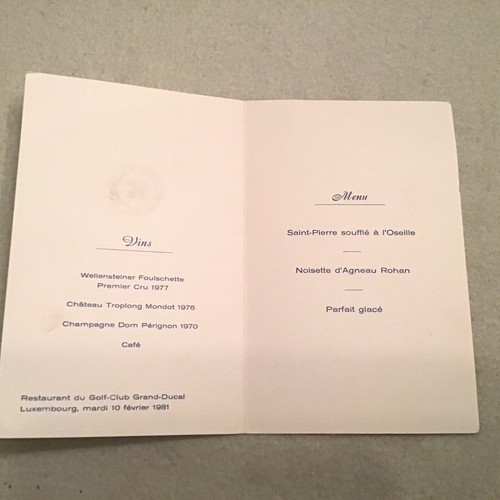 Vins
Wellensteiner Foulschette
Premier Cru 1977
Château Troplong Mondot 1976
Champagne Dom Pérignon 1970
Café
Restaurant du Golf-Club Grand-Ducal
Luxembourg, mardi 10 février 1981
Menu
Saint-Pierre soufflé à l'Oseille
Noisette d'Agneau Rohan
Parfait glacé